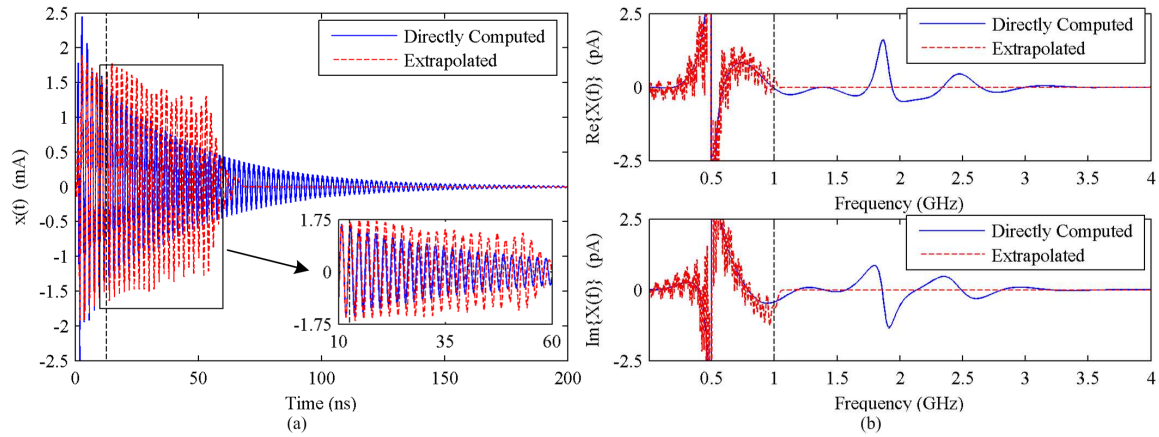 2.5
2
1.5
1
0.5
0
-0.5
-1
-1.5
-2
-2.5
x(t) (mA)
Directly Computed
Extrapolated
1.75
0
-1.75
10 35 60
0 50 100 150 200
Time (ns)
(a)
2.5
0
-2.5
Re{X(f)} (pA)
Directly Computed
Extrapolated
0.5 1 1.5 2 2.5 3 3.5 4
Frequency (GHz)
2.5
0
-2.5
Im{X(f)} (pA)
Directly Computed
Extrapolated
0.5 1 1.5 2 2.5 3 3.5 4
Frequency (GHz)
(b)